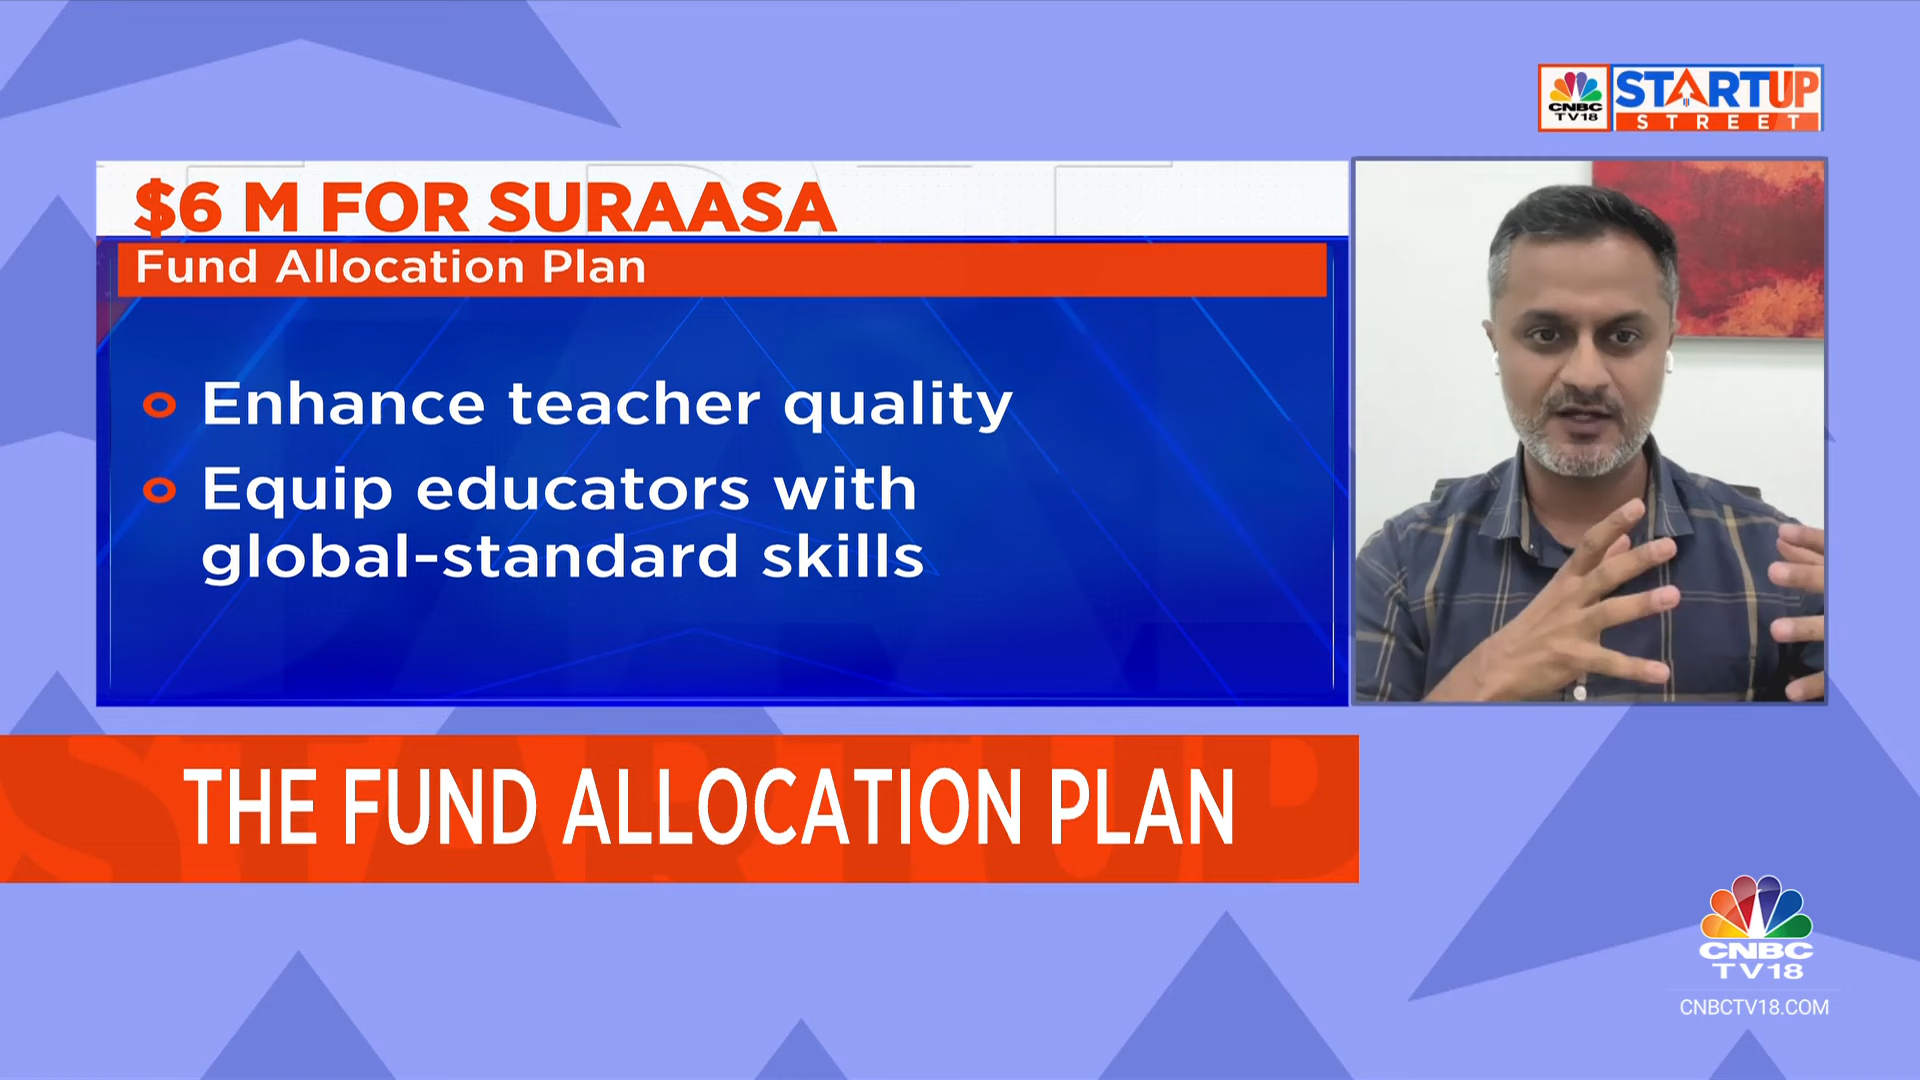 CNBC
TV18
STARTUP
STREET
$6 M FOR SURAASA
Fund Allocation Plan
Enhance teacher quality
Equip educators with
global-standard skills
THE FUND ALLOCATION PLAN
STARTUP
CNBC
TV18
CNBCTV18.COM